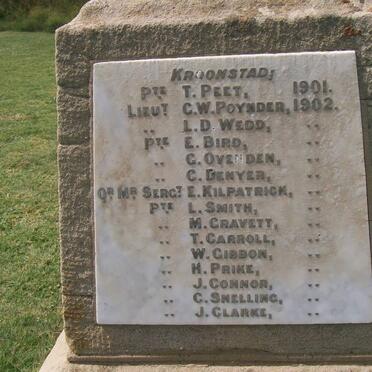 KROONSTAD;
PTE T. PEET, 1901.
LIEUT C.W. POYNDER, 1902.
" L.D. WEDD, "
PTE E. BIRD, "
" G. OVENDEN, "
" C. DENYER, "
QR MR SERGT E. KILPATRICK, "
PTE L. SMITH, "
" M. GRAVETT, "
" T. CARROLL, "
" W. GIBBON, "
" H. PRIKE, "
" J. CONNOR, "
" C. SNELLING, "
" J. CLARKE, "